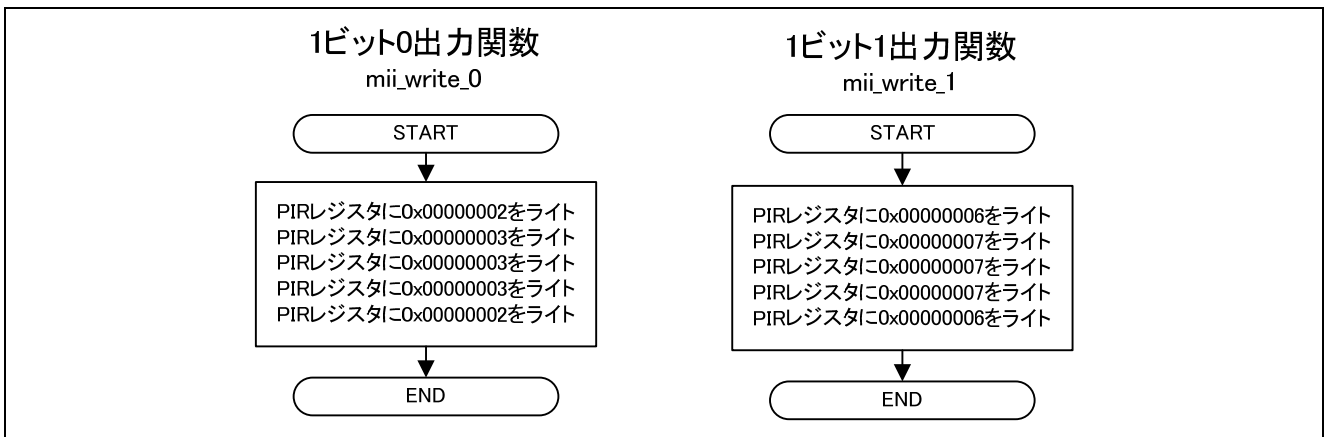 1ビット0出力関数
mii_write_0
START
PIRレジスタに0x00000002をライト
PIRレジスタに0x00000003をライト
PIRレジスタに0x00000003をライト
PIRレジスタに0x00000003をライト
PIRレジスタに0x00000002をライト
END
1ビット1出力関数
mii_write_1
START
PIRレジスタに0x00000006をライト
PIRレジスタに0x00000007をライト
PIRレジスタに0x00000007をライト
PIRレジスタに0x00000007をライト
PIRレジスタに0x00000006をライト
END